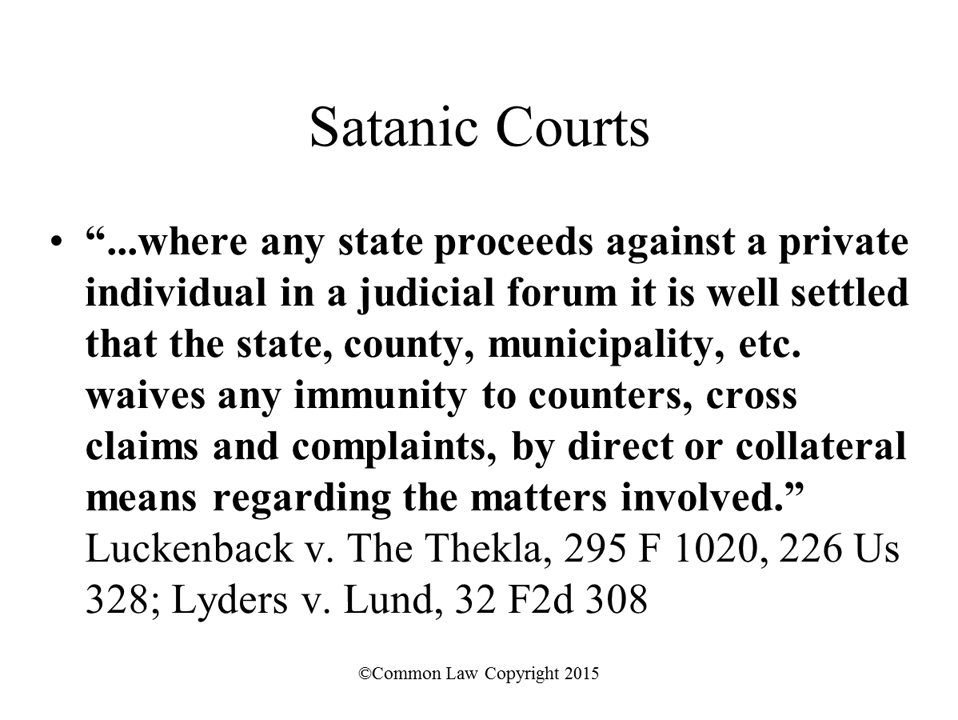 Satanic Courts
• “...where any state proceeds against a private
individual in a judicial forum it is well settled
that the state, county, municipality, etc.
waives any immunity to counters, cross
claims and complaints, by direct or collateral
means regarding the matters involved.”
Luckenback v. The Thekla, 295 F 1020, 226 Us
328; Lyders v. Lund, 32 F2d 308
©Common Law Copyright 2015